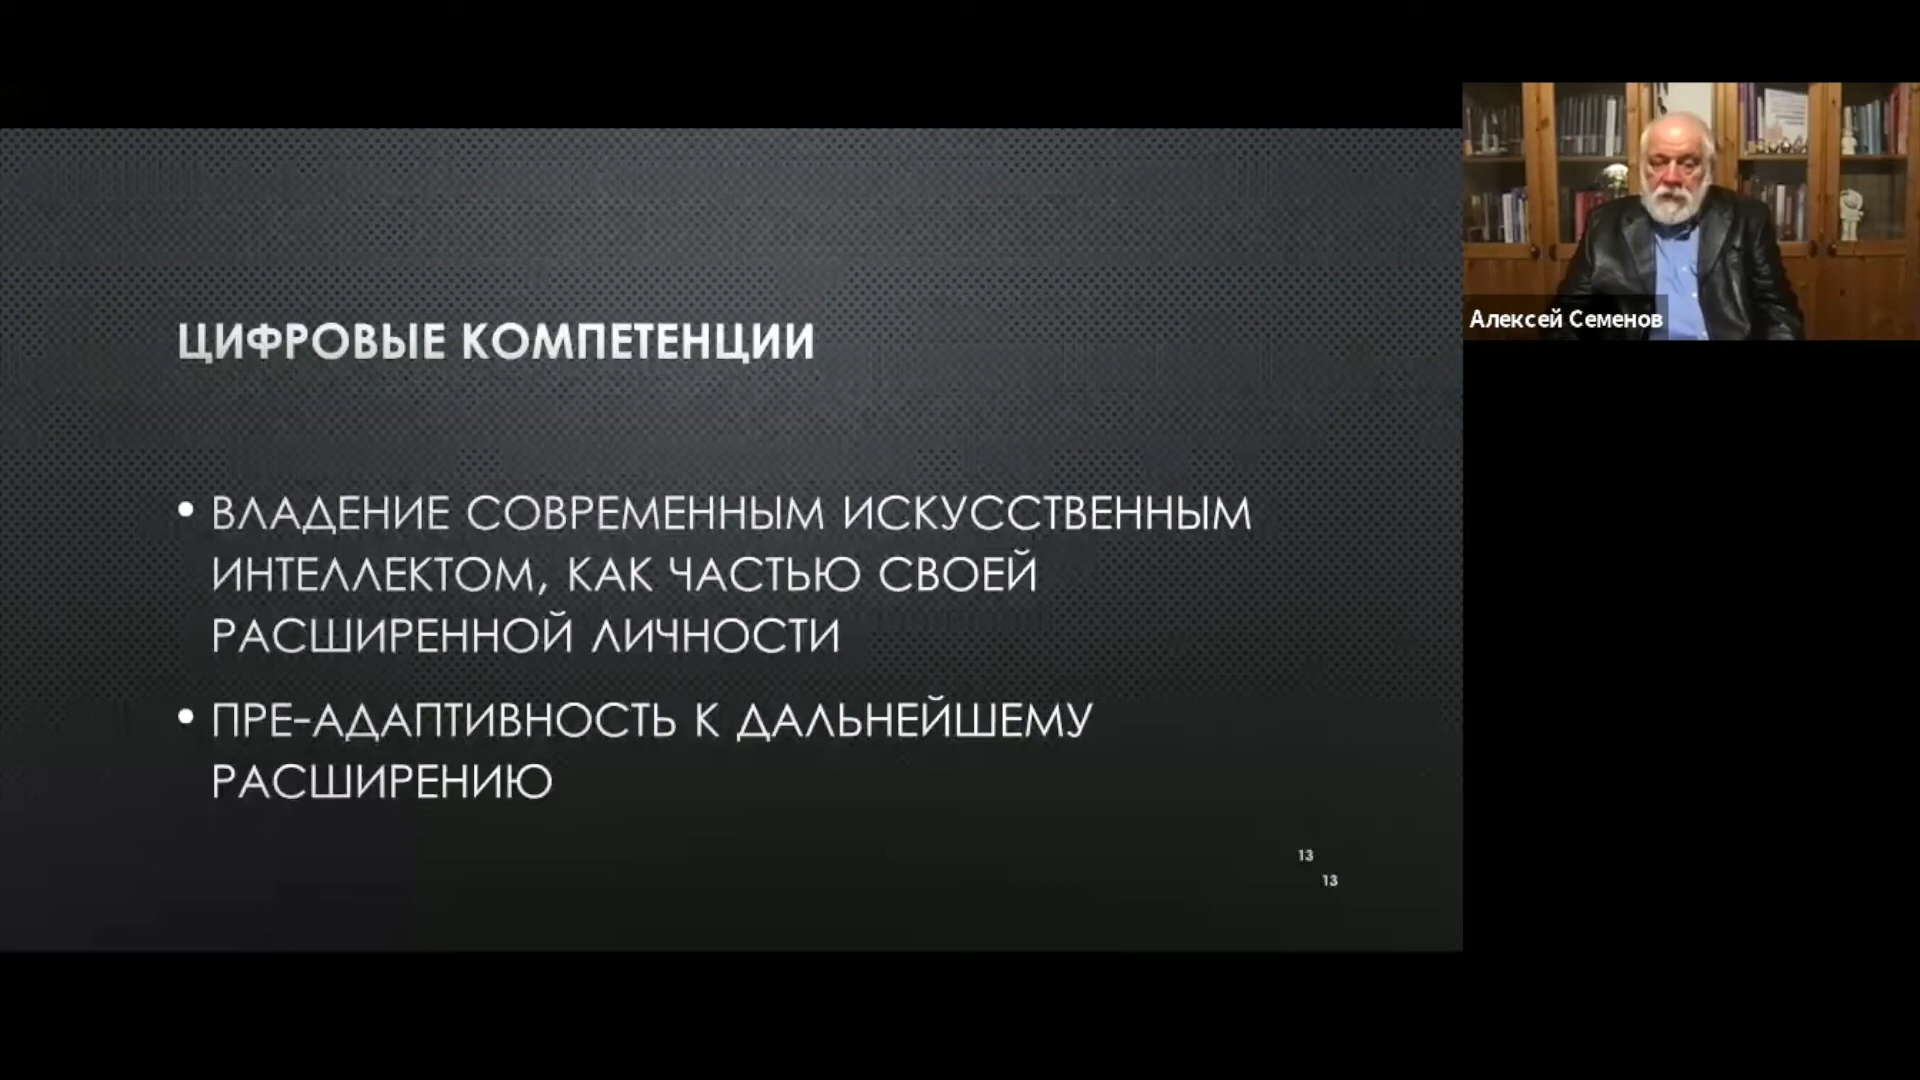 ЦИФРОВЫЕ КОМПЕТЕНЦИИ
• ВЛАДЕНИЕ СОВРЕМЕННЫМ ИСКУССТВЕННЫМ
ИНТЕЛЛЕКТОМ, КАК ЧАСТЬЮ СВОЕЙ
РАСШИРЕННОЙ ЛИЧНОСТИ
• ПРЕ-АДАПТИВНОСТЬ К ДАЛЬНЕЙШЕМУ
РАСШИРЕНИЮ
13
13
Алексей Семенов